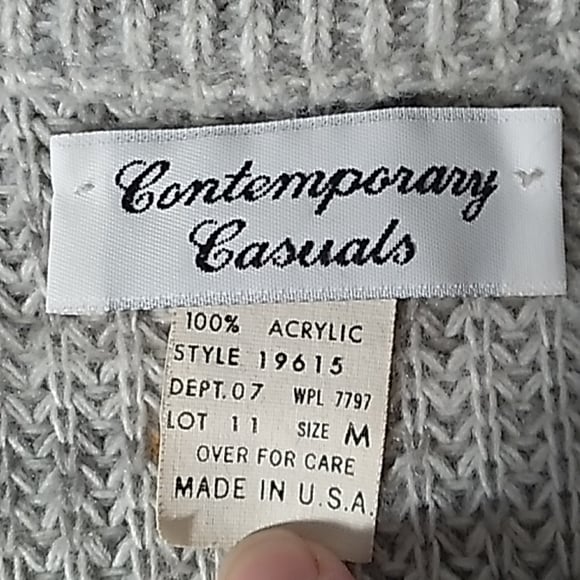 Contemporary
Casuals
100% ACRYLIC
STYLE 19615
DEPT. 07 WPL 7797
LOT 11 SIZE M
OVER FOR CARE
MADE IN U.S.A.